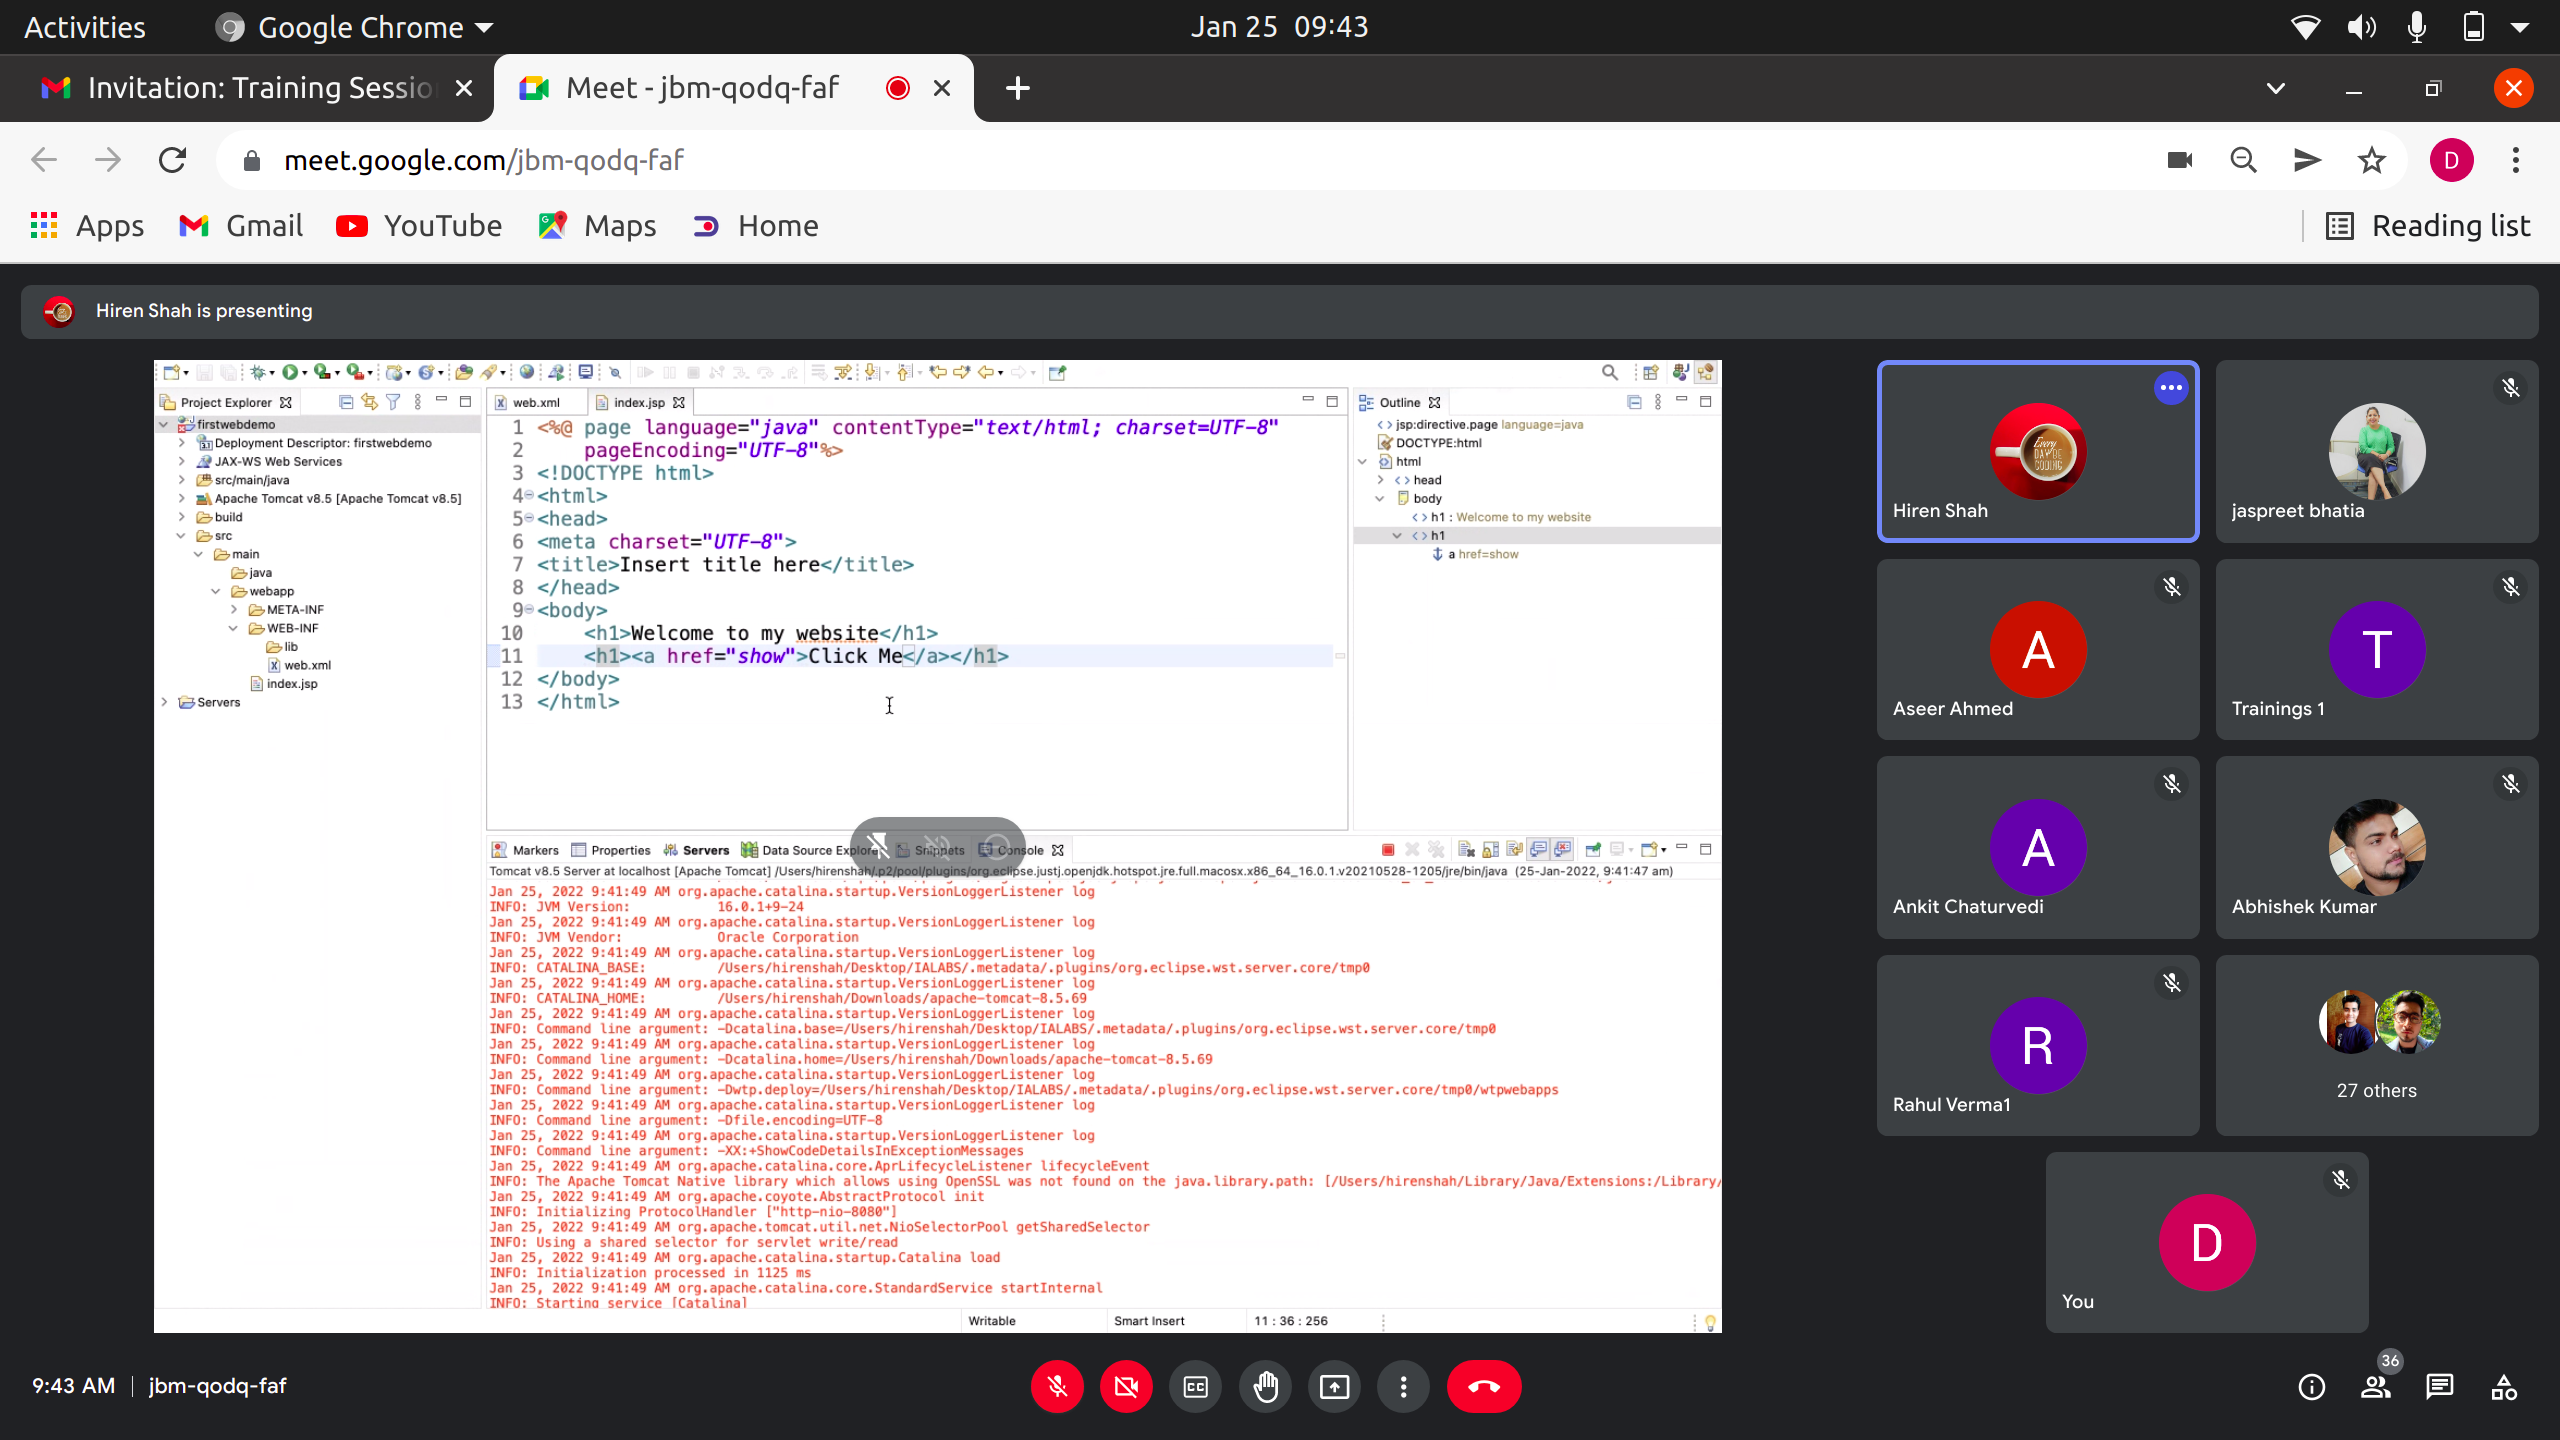 Activities
Google Chrome
Jan 25 09:43
Invitation: Training Sessio
Meet - jbm-qodq-faf
meet.google.com/jbm-qodq-faf
D
Apps
Gmail
YouTube
Maps
Home
Reading list
Hiren Shah is presenting
Project Explorer
firstwebdemo
Deployment Descriptor: firstwebdemo
JAX-WS Web Services
src/main/java
Apache Tomcat v8.5 [Apache Tomcat v8.5]
build
src
main
java
webapp
META-INF
WEB-INF
lib
web.xml
index.jsp
Servers
web.xml
index.jsp
1 <%@ page language="java" contentType="text/html; charset=UTF-8"
2 pageEncoding="UTF-8"%>
3 <!DOCTYPE html>
4 <html>
5 <head>
6 <meta charset="UTF-8">
7 <title>Insert title here</title>
8 </head>
9 <body>
10 <h1>Welcome to my website</h1>
11 <h1><a href="show">Click Me</a></h1>
12 </body>
13 </html>
Outline
jsp:directive.page language=java
DOCTYPE:html
html
head
body
h1 : Welcome to my website
h1
a href=show
Markers
Properties
Servers
Data Source Explorer
Snippets
Console
Tomcat v8.5 Server at localhost [Apache Tomcat] /Users/hirenshah/.p2/pool/plugins/org.eclipse.justj.openjdk.hotspot.jre.full.macosx.x86_64_16.0.1.v20210528-1205/jre/bin/java (25-Jan-2022, 9:41:47 am)
Jan 25, 2022 9:41:49 AM org.apache.catalina.startup.VersionLoggerListener log
INFO: JVM Version: 16.0.1+9-24
Jan 25, 2022 9:41:49 AM org.apache.catalina.startup.VersionLoggerListener log
INFO: JVM Vendor: Oracle Corporation
Jan 25, 2022 9:41:49 AM org.apache.catalina.startup.VersionLoggerListener log
INFO: CATALINA_BASE: /Users/hirenshah/Desktop/IALABS/.metadata/.plugins/org.eclipse.wst.server.core/tmp0
Jan 25, 2022 9:41:49 AM org.apache.catalina.startup.VersionLoggerListener log
INFO: CATALINA_HOME: /Users/hirenshah/Downloads/apache-tomcat-8.5.69
Jan 25, 2022 9:41:49 AM org.apache.catalina.startup.VersionLoggerListener log
INFO: Command line argument: -Dcatalina.base=/Users/hirenshah/Desktop/IALABS/.metadata/.plugins/org.eclipse.wst.server.core/tmp0
Jan 25, 2022 9:41:49 AM org.apache.catalina.startup.VersionLoggerListener log
INFO: Command line argument: -Dcatalina.home=/Users/hirenshah/Downloads/apache-tomcat-8.5.69
Jan 25, 2022 9:41:49 AM org.apache.catalina.startup.VersionLoggerListener log
INFO: Command line argument: -Dwtp.deploy=/Users/hirenshah/Desktop/IALABS/.metadata/.plugins/org.eclipse.wst.server.core/tmp0/wtpwebapps
Jan 25, 2022 9:41:49 AM org.apache.catalina.startup.VersionLoggerListener log
INFO: Command line argument: -Dfile.encoding=UTF-8
Jan 25, 2022 9:41:49 AM org.apache.catalina.startup.VersionLoggerListener log
INFO: Command line argument: -XX:+ShowCodeDetailsInExceptionMessages
Jan 25, 2022 9:41:49 AM org.apache.catalina.core.AprLifecycleListener lifecycleEvent
INFO: The Apache Tomcat Native library which allows using OpenSSL was not found on the java.library.path: [/Users/hirenshah/Library/Java/Extensions:/Library/
Jan 25, 2022 9:41:49 AM org.apache.coyote.AbstractProtocol init
INFO: Initializing ProtocolHandler ["http-nio-8080"]
Jan 25, 2022 9:41:49 AM org.apache.tomcat.util.net.NioSelectorPool getSharedSelector
INFO: Using a shared selector for servlet write/read
Jan 25, 2022 9:41:49 AM org.apache.catalina.startup.Catalina load
INFO: Initialization processed in 1125 ms
Jan 25, 2022 9:41:49 AM org.apache.catalina.core.StandardService startInternal
INFO: Starting service [Catalina]
Writable
Smart Insert
11 : 36 : 256
Every
DAY BE
CODING
Hiren Shah
jaspreet bhatia
A
Aseer Ahmed
T
Trainings 1
A
Ankit Chaturvedi
Abhishek Kumar
R
Rahul Verma1
27 others
D
You
9:43 AM | jbm-qodq-faf
CC
36